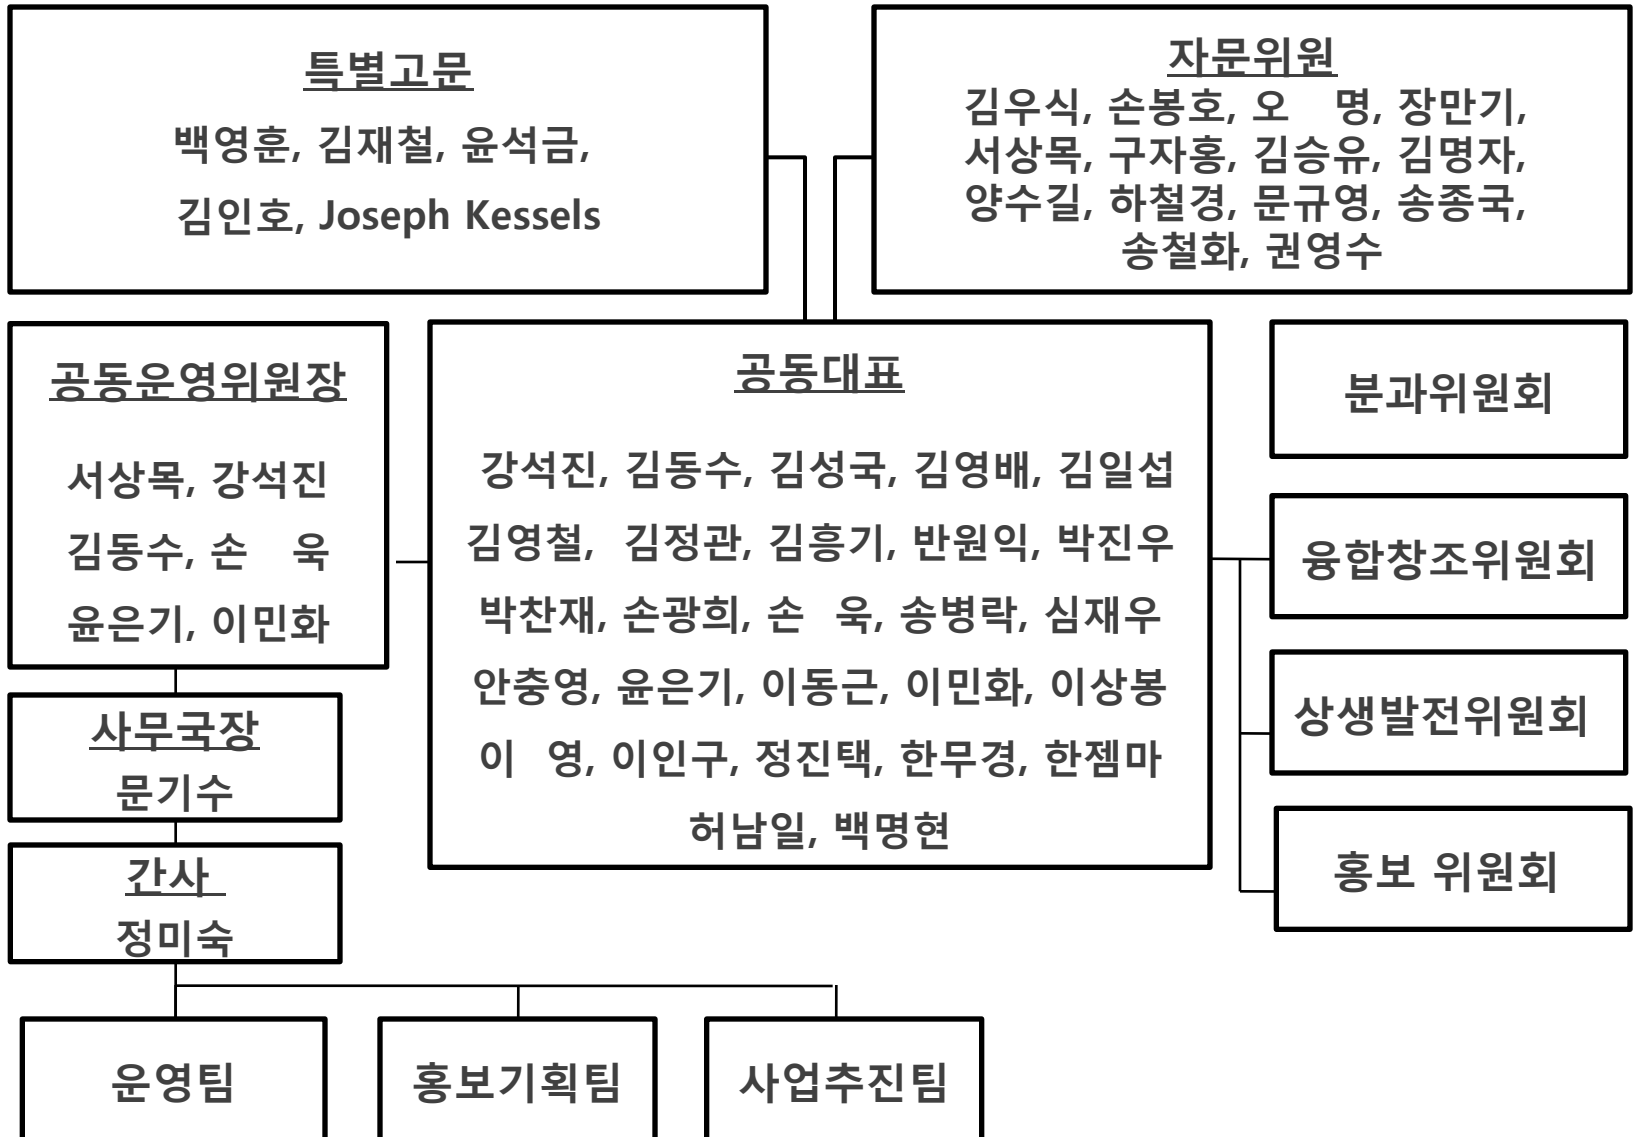 특별고문
백영훈, 김재철, 윤석금,
김인호, Joseph Kessels
자문위원
김우식, 손봉호, 오 명, 장만기,
서상목, 구자홍, 김승유, 김명자,
양수길, 하철경, 문규영, 송종국,
송철화, 권영수
공동운영위원장
서상목, 강석진
김동수, 손 욱
윤은기, 이민화
공동대표
강석진, 김동수, 김성국, 김영배, 김일섭
김영철, 김정관, 김흥기, 반원익, 박진우
박찬재, 손광희, 손 욱, 송병락, 심재우
안충영, 윤은기, 이동근, 이민화, 이상봉
이 영, 이인구, 정진택, 한무경, 한젬마
허남일, 백명현
분과위원회
융합창조위원회
상생발전위원회
홍보 위원회
사무국장
문기수
간사
정미숙
운영팀
홍보기획팀
사업추진팀